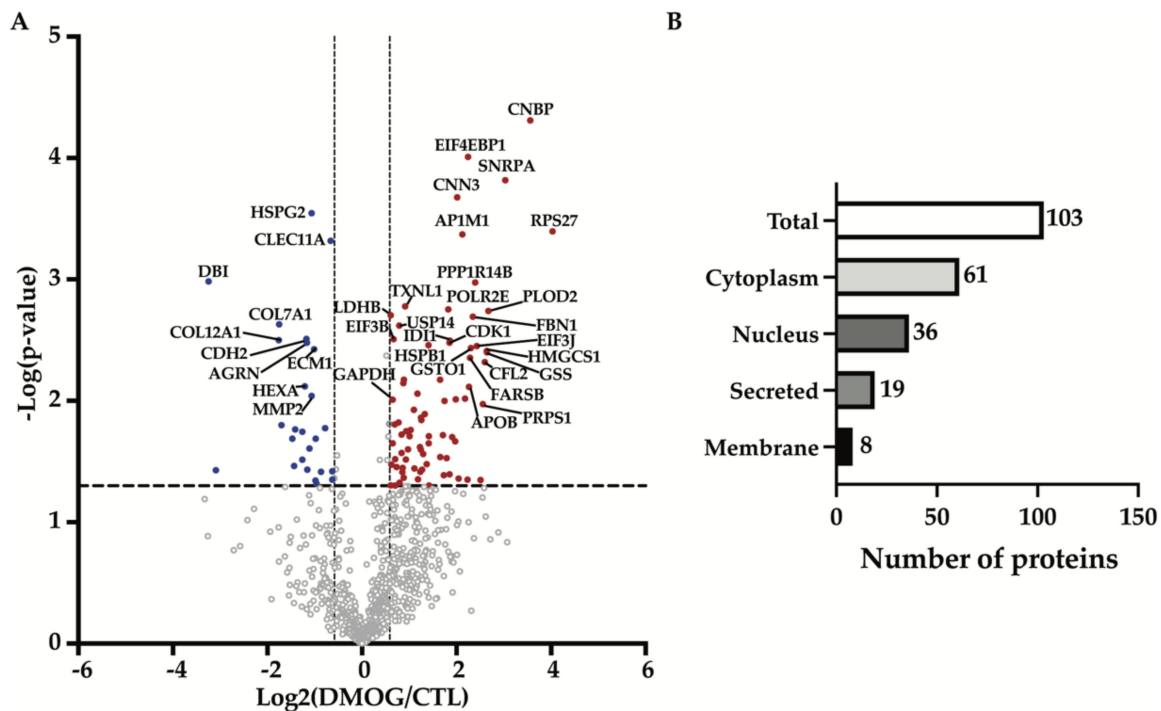 A
B
5
4
3
2
1
0
-Log(p-value)
CNBP
EIF4EBP1
SNRPA
CNN3
HSPG2
AP1M1
RPS27
CLEC11A
DBI
PPP1R14B
TXNL1
POLR2E
PLOD2
LDHB
COL7A1
USP14
FBN1
EIF3B
COL12A1
IDI1
CDK1
EIF3J
CDH2
HSPB1
HMGCS1
ECM1
AGRN
GSTO1
GSS
GAPDH
CFL2
HEXA
FARSB
MMP2
PRPS1
APOB
-6
-4
-2
0
2
4
6
Log2(DMOG/CTL)
Total
103
Cytoplasm
61
Nucleus
36
Secreted
19
Membrane
8
0
50
100
150
Number of proteins